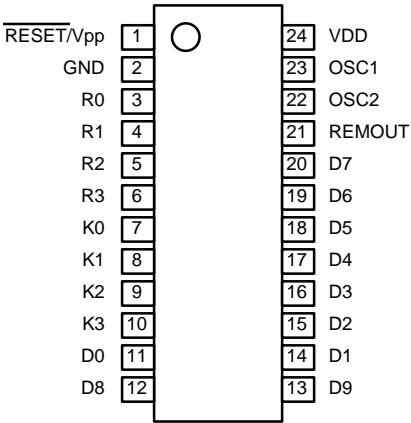 RESET/Vpp 1 24 VDD
GND 2 23 OSC1
R0 3 22 OSC2
R1 4 21 REMOUT
R2 5 20 D7
R3 6 19 D6
K0 7 18 D5
K1 8 17 D4
K2 9 16 D3
K3 10 15 D2
D0 11 14 D1
D8 12 13 D9